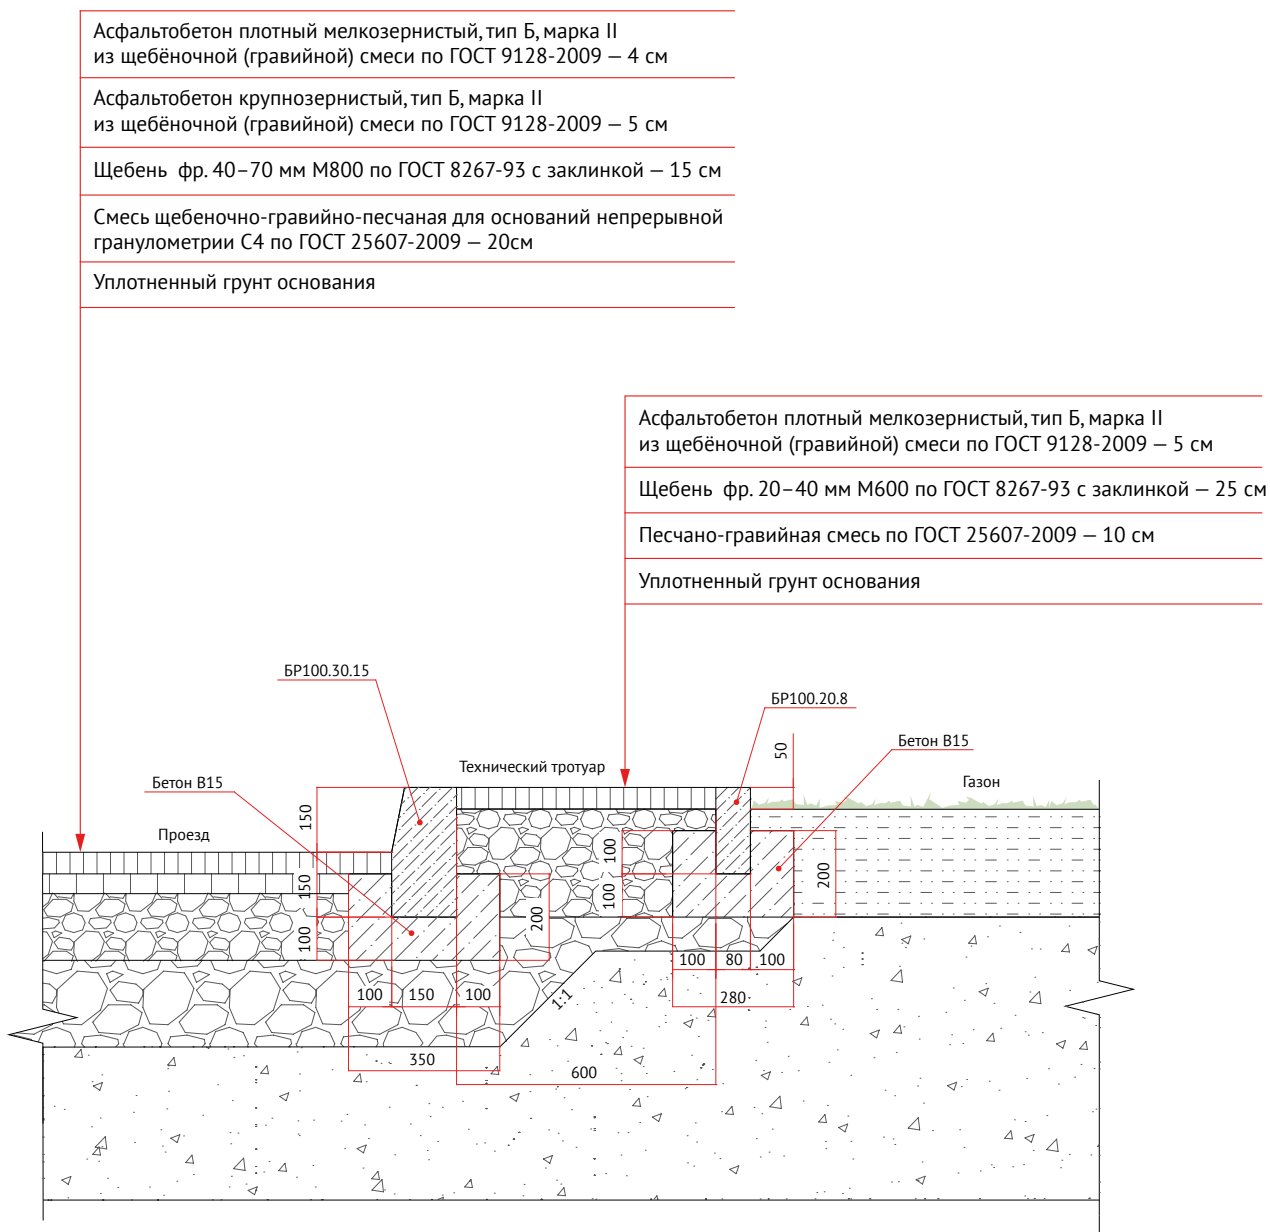 Асфальтобетон плотный мелкозернистый, тип Б, марка II
из щебёночной (гравийной) смеси по ГОСТ 9128-2009 — 4 см
Асфальтобетон крупнозернистый, тип Б, марка II
из щебёночной (гравийной) смеси по ГОСТ 9128-2009 — 5 см
Щебень фр. 40–70 мм М800 по ГОСТ 8267-93 с заклинкой — 15 см
Смесь щебеночно-гравийно-песчаная для оснований непрерывной
гранулометрии С4 по ГОСТ 25607-2009 — 20см
Уплотненный грунт основания
Асфальтобетон плотный мелкозернистый, тип Б, марка II
из щебёночной (гравийной) смеси по ГОСТ 9128-2009 — 5 см
Щебень фр. 20–40 мм М600 по ГОСТ 8267-93 с заклинкой — 25 см
Песчано-гравийная смесь по ГОСТ 25607-2009 — 10 см
Уплотненный грунт основания
БР100.30.15
БР100.20.8
Бетон В15
50
Технический тротуар
Бетон В15
Газон
150
Проезд
100
150
100
200
200
100
100 80 100
100 150 100
280
1:1
350
600